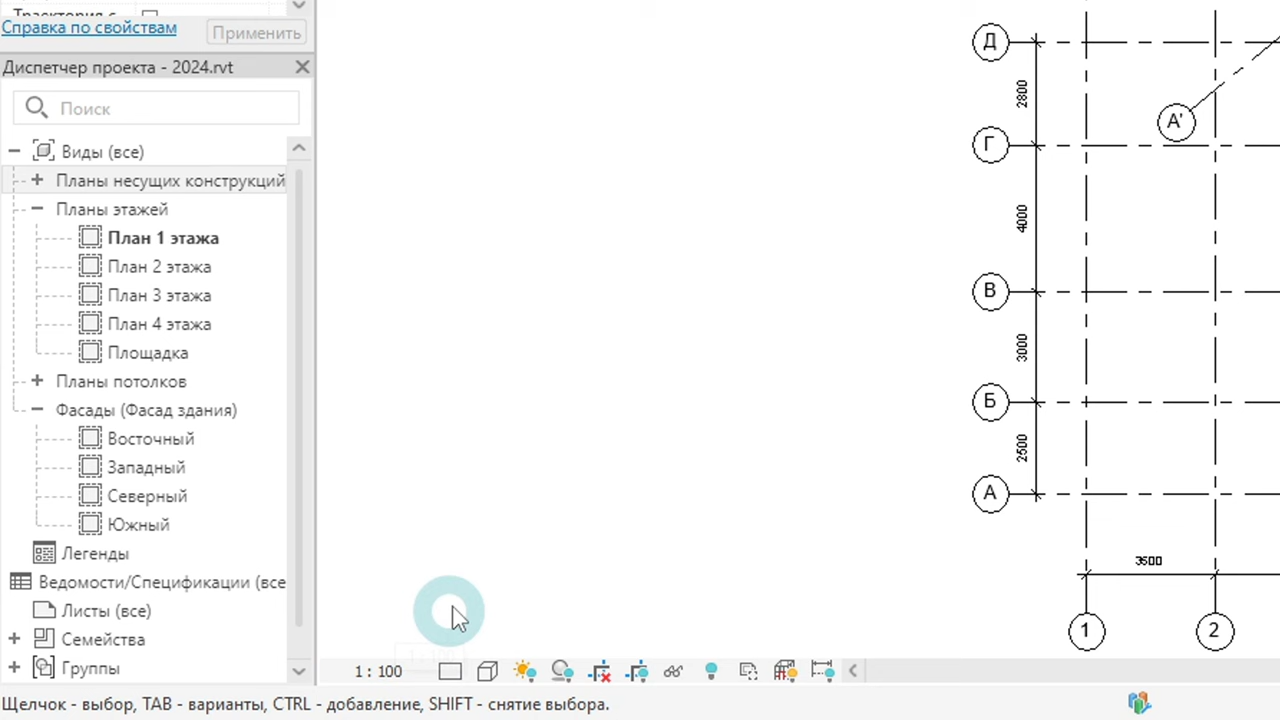 Справка по свойствам
Применить
Диспетчер проекта - 2024.rvt
Поиск
Виды (все)
Планы несущих конструкций
Планы этажей
План 1 этажа
План 2 этажа
План 3 этажа
План 4 этажа
Площадка
Планы потолков
Фасады (Фасад здания)
Восточный
Западный
Северный
Южный
Легенды
Ведомости/Спецификации (все
Листы (все)
Семейства
Группы
Д
2800
А'
Г
4000
В
3000
Б
2500
А
3500
1
2
1 : 100
Щелчок - выбор, TAB - варианты, CTRL - добавление, SHIFT - снятие выбора.